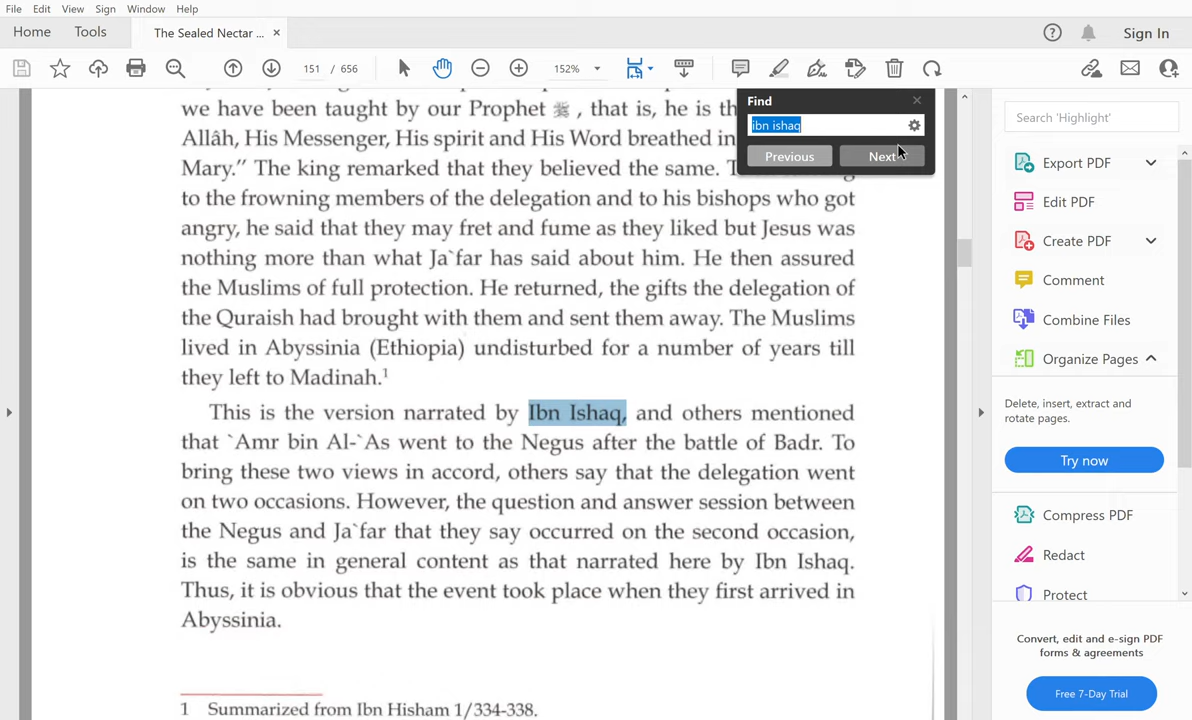 File Edit View Sign Window Help
Home Tools The Sealed Nectar ... × Sign In
151 / 656 152%
we have been taught by our Prophet ﷺ , that is, he is th
Allâh, His Messenger, His spirit and His Word breathed in
Mary.” The king remarked that they believed the same. T
to the frowning members of the delegation and to his bishops who got
angry, he said that they may fret and fume as they liked but Jesus was
nothing more than what Ja`far has said about him. He then assured
the Muslims of full protection. He returned, the gifts the delegation of
the Quraish had brought with them and sent them away. The Muslims
lived in Abyssinia (Ethiopia) undisturbed for a number of years till
they left to Madinah.¹
This is the version narrated by Ibn Ishaq, and others mentioned
that `Amr bin Al-`As went to the Negus after the battle of Badr. To
bring these two views in accord, others say that the delegation went
on two occasions. However, the question and answer session between
the Negus and Ja`far that they say occurred on the second occasion,
is the same in general content as that narrated here by Ibn Ishaq.
Thus, it is obvious that the event took place when they first arrived in
Abyssinia.
1 Summarized from Ibn Hisham 1/334-338.
Find
ibn ishaq
Previous Next
Search 'Highlight'
Export PDF
Edit PDF
Create PDF
Comment
Combine Files
Organize Pages
Delete, insert, extract and
rotate pages.
Try now
Compress PDF
Redact
Protect
Convert, edit and e-sign PDF
forms & agreements
Free 7-Day Trial